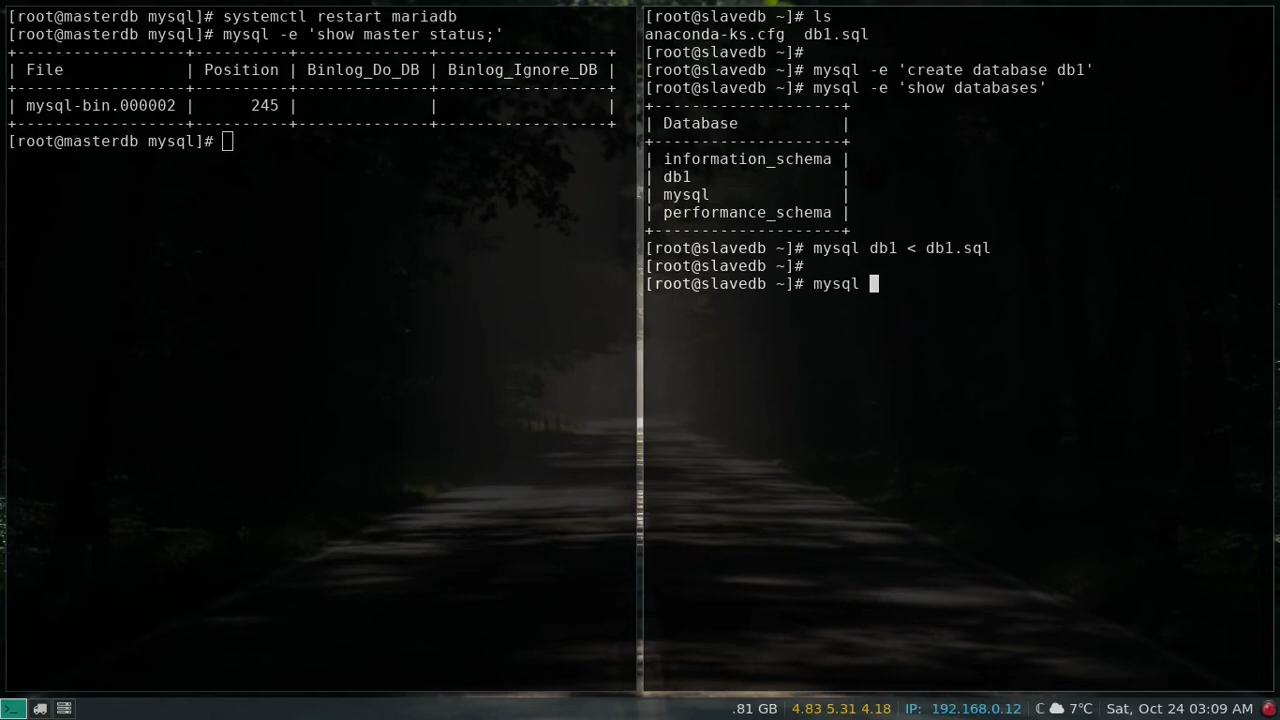 [root@masterdb mysql]# systemctl restart mariadb
[root@masterdb mysql]# mysql -e 'show master status;'
+------------------+----------+--------------+------------------+
| File             | Position | Binlog_Do_DB | Binlog_Ignore_DB |
+------------------+----------+--------------+------------------+
| mysql-bin.000002 |      245 |              |                  |
+------------------+----------+--------------+------------------+
[root@masterdb mysql]#
[root@slavedb ~]# ls
anaconda-ks.cfg  db1.sql
[root@slavedb ~]#
[root@slavedb ~]# mysql -e 'create database db1'
[root@slavedb ~]# mysql -e 'show databases'
+--------------------+
| Database           |
+--------------------+
| information_schema |
| db1                |
| mysql              |
| performance_schema |
+--------------------+
[root@slavedb ~]# mysql db1 < db1.sql
[root@slavedb ~]#
[root@slavedb ~]# mysql
>_ .81 GB | 4.83 5.31 4.18 | IP: 192.168.0.12 | ☾ ☁ 7℃ | Sat, Oct 24 03:09 AM